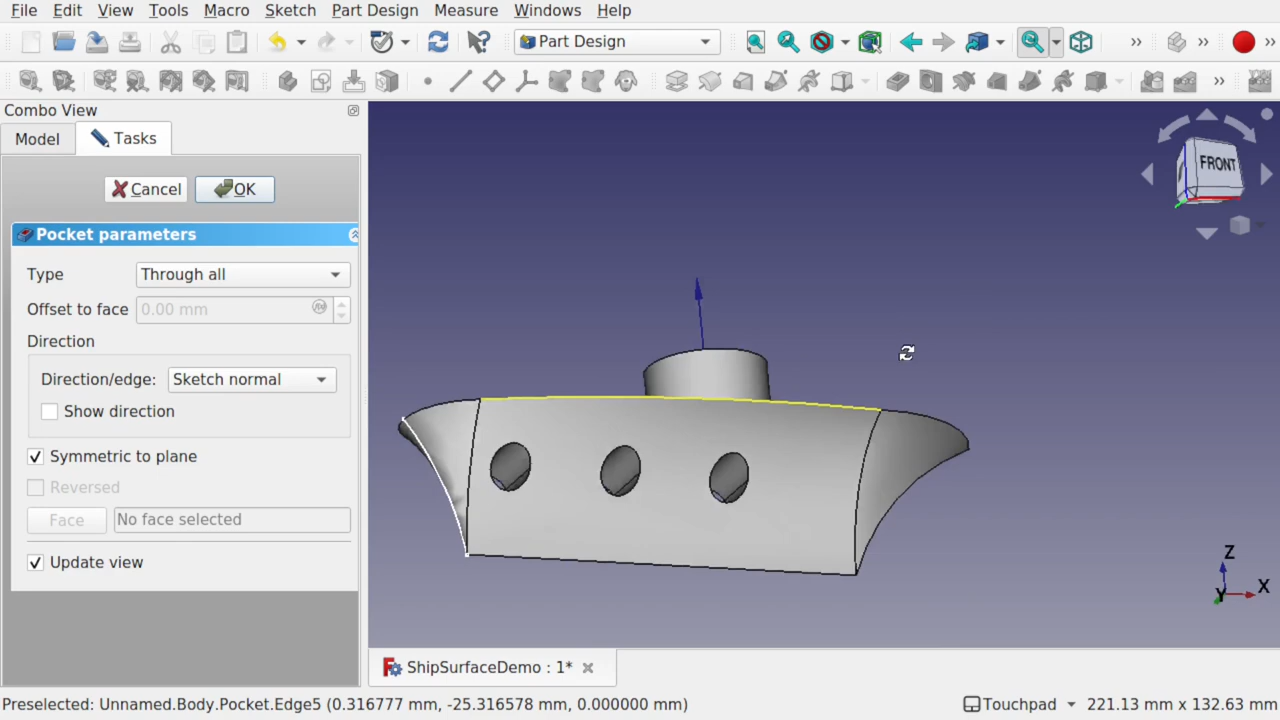 File Edit View Tools Macro Sketch Part Design Measure Windows Help
Part Design
Combo View
Model Tasks
Cancel OK
Pocket parameters
Type Through all
Offset to face 0.00 mm
Direction
Direction/edge: Sketch normal
Show direction
Symmetric to plane
Reversed
Face No face selected
Update view
FRONT
Z
X
Y
ShipSurfaceDemo : 1*
Preselected: Unnamed.Body.Pocket.Edge5 (0.316777 mm, -25.316578 mm, 0.000000 mm) Touchpad 221.13 mm x 132.63 mm